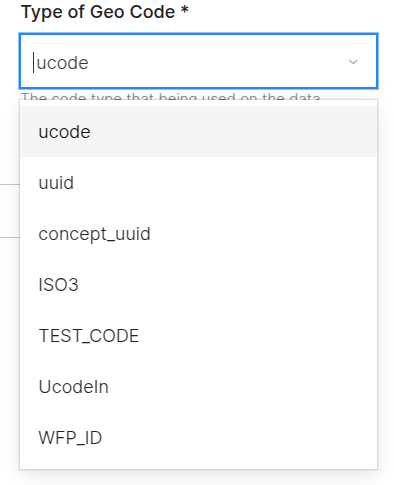 Type of Geo Code *
ucode
The code type that being used on the data
ucode
uuid
concept_uuid
ISO3
TEST_CODE
UcodeIn
WFP_ID